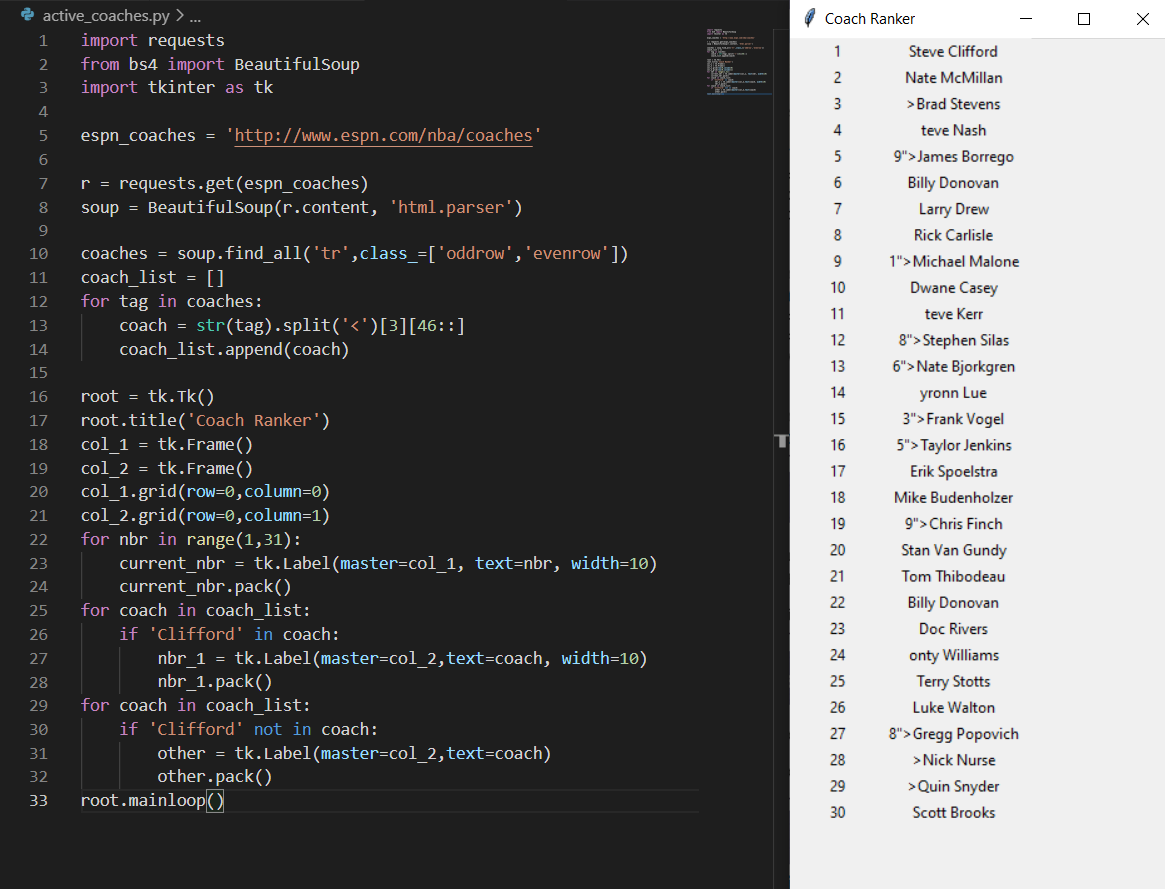 active_coaches.py > ...
1 import requests
2 from bs4 import BeautifulSoup
3 import tkinter as tk
4
5 espn_coaches = 'http://www.espn.com/nba/coaches'
6
7 r = requests.get(espn_coaches)
8 soup = BeautifulSoup(r.content, 'html.parser')
9
10 coaches = soup.find_all('tr',class_=['oddrow','evenrow'])
11 coach_list = []
12 for tag in coaches:
13     coach = str(tag).split('<')[3][46::]
14     coach_list.append(coach)
15
16 root = tk.Tk()
17 root.title('Coach Ranker')
18 col_1 = tk.Frame()
19 col_2 = tk.Frame()
20 col_1.grid(row=0,column=0)
21 col_2.grid(row=0,column=1)
22 for nbr in range(1,31):
23     current_nbr = tk.Label(master=col_1, text=nbr, width=10)
24     current_nbr.pack()
25 for coach in coach_list:
26     if 'Clifford' in coach:
27         nbr_1 = tk.Label(master=col_2,text=coach, width=10)
28         nbr_1.pack()
29 for coach in coach_list:
30     if 'Clifford' not in coach:
31         other = tk.Label(master=col_2,text=coach)
32         other.pack()
33 root.mainloop()
Coach Ranker
1 Steve Clifford
2 Nate McMillan
3 >Brad Stevens
4 teve Nash
5 9">James Borrego
6 Billy Donovan
7 Larry Drew
8 Rick Carlisle
9 1">Michael Malone
10 Dwane Casey
11 teve Kerr
12 8">Stephen Silas
13 6">Nate Bjorkgren
14 yronn Lue
15 3">Frank Vogel
16 5">Taylor Jenkins
17 Erik Spoelstra
18 Mike Budenholzer
19 9">Chris Finch
20 Stan Van Gundy
21 Tom Thibodeau
22 Billy Donovan
23 Doc Rivers
24 onty Williams
25 Terry Stotts
26 Luke Walton
27 8">Gregg Popovich
28 >Nick Nurse
29 >Quin Snyder
30 Scott Brooks